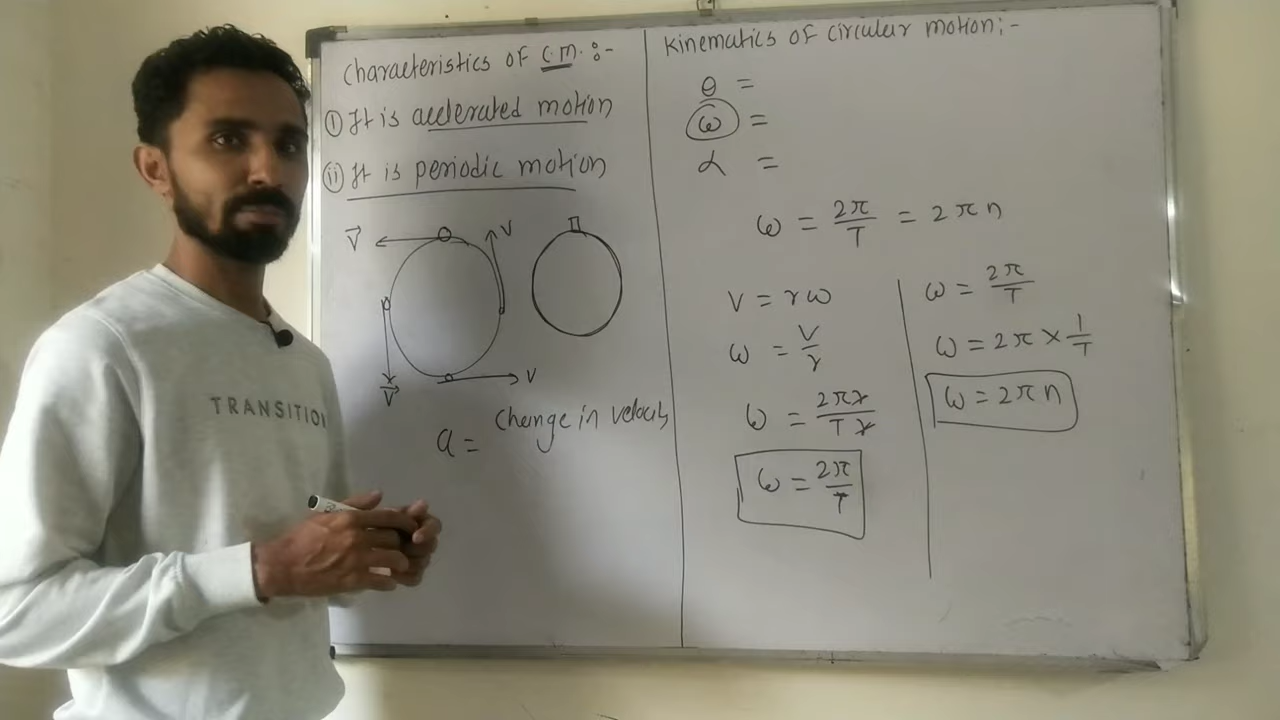 Characteristics of C.M. :-
(i) It is acclerated motion
(ii) It is periodic motion
V
V
V
V
a = Change in velocity
Kinematics of circular motion :-
θ =
ω =
α =
ω = 2π/T = 2πn
V = rω
ω = V/r
ω = 2πr/Tr
ω = 2π/T
ω = 2π/T
ω = 2π × 1/T
ω = 2πn
TRANSITION